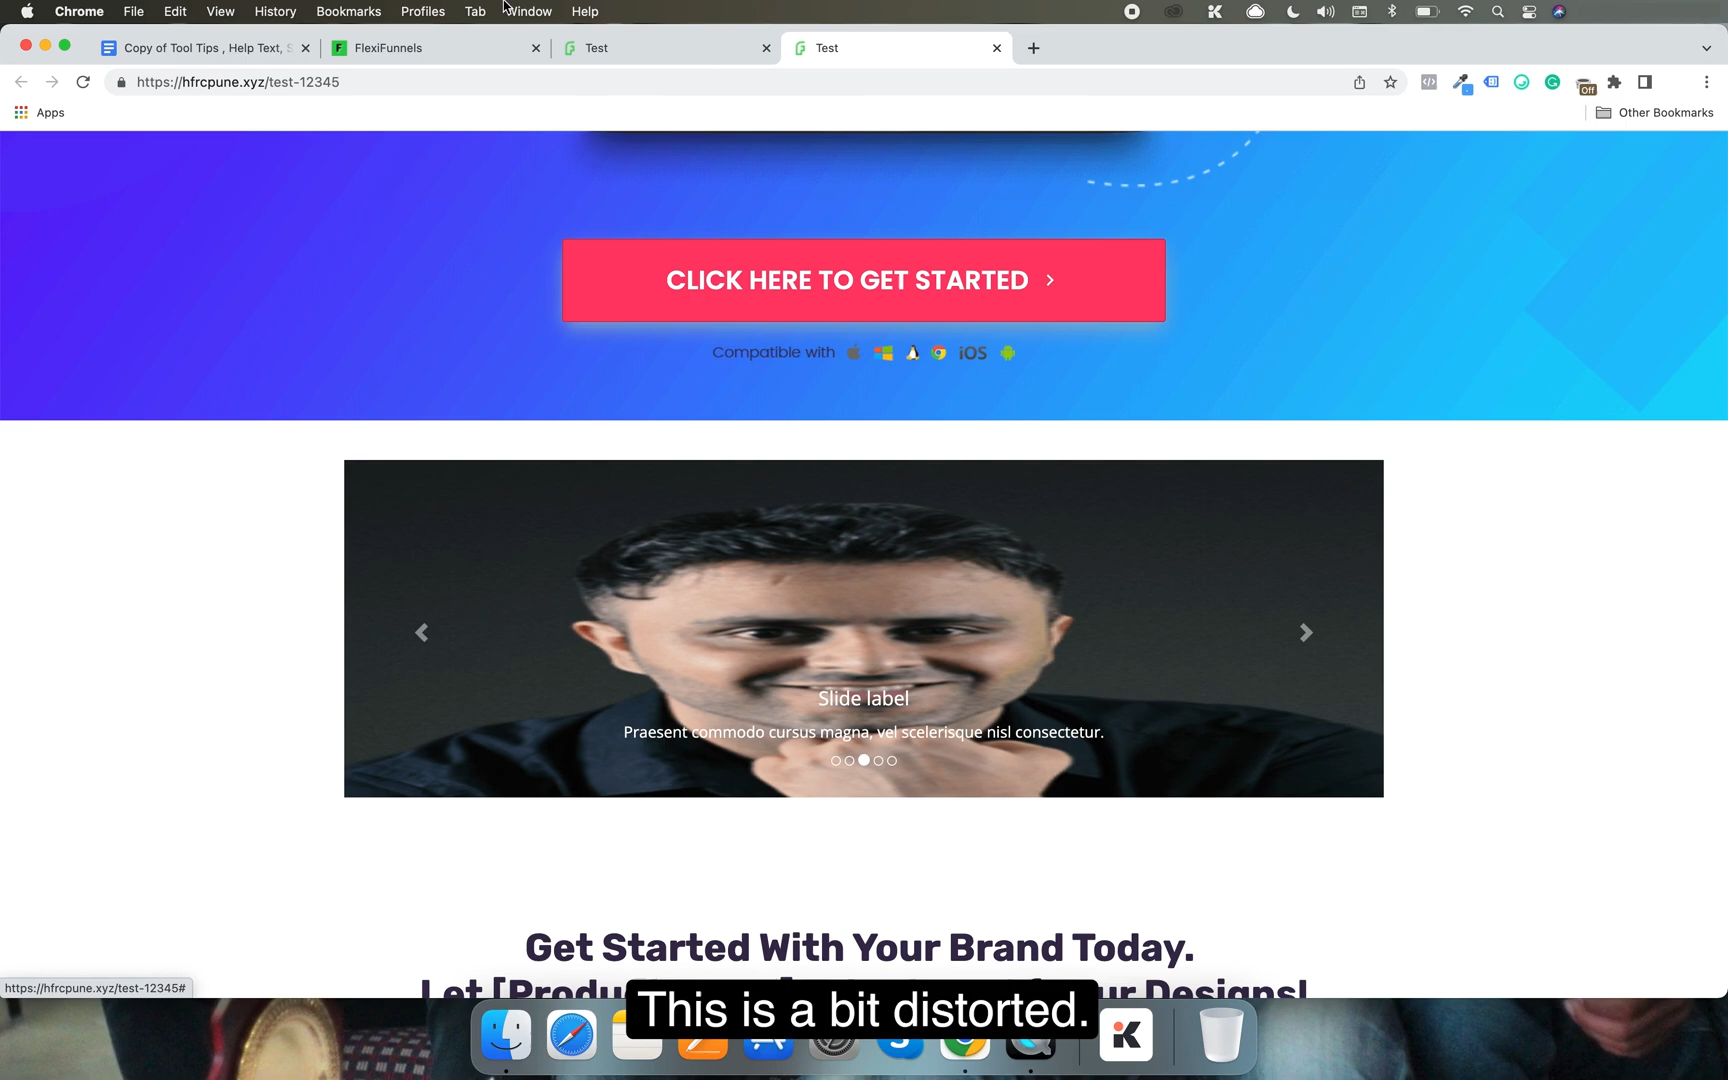 Chrome File Edit View History Bookmarks Profiles Tab Window Help
Copy of Tool Tips , Help Text, S
FlexiFunnels
Test
Test
https://hfrcpune.xyz/test-12345
Off
Apps
Other Bookmarks
CLICK HERE TO GET STARTED
Compatible with
iOS
Slide label
Praesent commodo cursus magna, vel scelerisque nisl consectetur.
Get Started With Your Brand Today.
https://hfrcpune.xyz/test-12345#
Let
Designs!
This is a bit distorted.